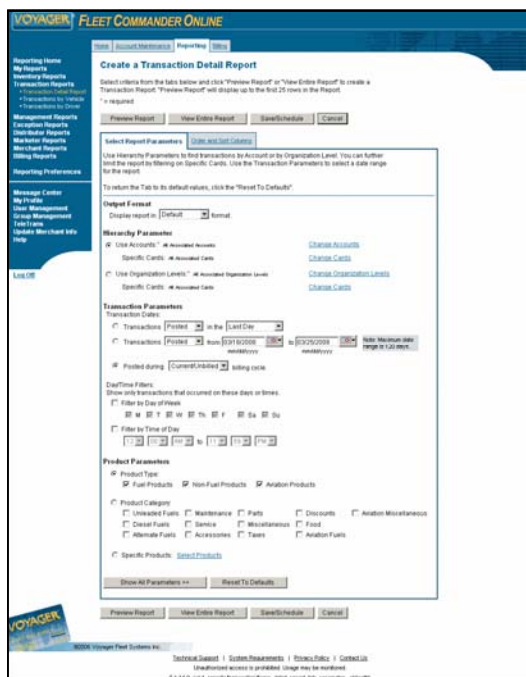 VOYAGER FLEET COMMANDER ONLINE
Home Account Maintenance Reporting Billing
Reporting Home
My Reports
Inventory Reports
Transaction Reports
• Transaction Detail Report
• Transactions by Vehicle
• Transactions by Driver
Management Reports
Exception Reports
Distributor Reports
Marketer Reports
Merchant Reports
Billing Reports
Reporting Preferences
Message Center
My Profile
User Management
Group Management
TeleTrans
Update Merchant Info
Help
Log Off
Create a Transaction Detail Report
Select criteria from the tabs below and click "Preview Report" or "View Entire Report" to create a
Transaction Report. "Preview Report" will display up to the first 25 rows in the Report.
* = required
Preview Report View Entire Report Save/Schedule Cancel
Select Report Parameters Order and Sort Columns
Use Hierarchy Parameters to find transactions by Account or by Organization Level. You can further
limit the report by filtering on Specific Cards. Use the Transaction Parameters to select a date range
for the report.
To return the Tab to its default values, click the "Reset To Defaults".
Output Format
Display report in Default format.
Hierarchy Parameter
Use Accounts:* All Associated Accounts Change Accounts
Specific Cards: All Associated Cards Change Cards
Use Organization Levels:* All Associated Organization Levels Change Organization Levels
Specific Cards: All Associated Cards Change Cards
Transaction Parameters
Transaction Dates:
Transactions Posted in the Last Day
Transactions Posted from 03/18/2008 to 03/25/2008 Note: Maximum date
range is 120 days.
mm/dd/yyyy mm/dd/yyyy
Posted during Current/Unbilled billing cycle
Day/Time Filters:
Show only transactions that occurred on these days or times.
Filter by Day of Week
M T W Th F Sa Su
Filter by Time of Day
12 00 AM to 11 59 PM
Product Parameters
Product Type:
Fuel Products Non-Fuel Products Aviation Products
Product Category:
Unleaded Fuels Maintenance Parts Discounts Aviation Miscellaneous
Diesel Fuels Service Miscellaneous Food
Alternate Fuels Accessories Taxes Aviation Fuels
Specific Products: Select Products
Show All Parameters >> Reset To Defaults
Preview Report View Entire Report Save/Schedule Cancel
VOYAGER
©2008 Voyager Fleet Systems Inc.
Technical Support | System Requirements | Privacy Policy | Contact Us
Unauthorized access is prohibited. Usage may be monitored.